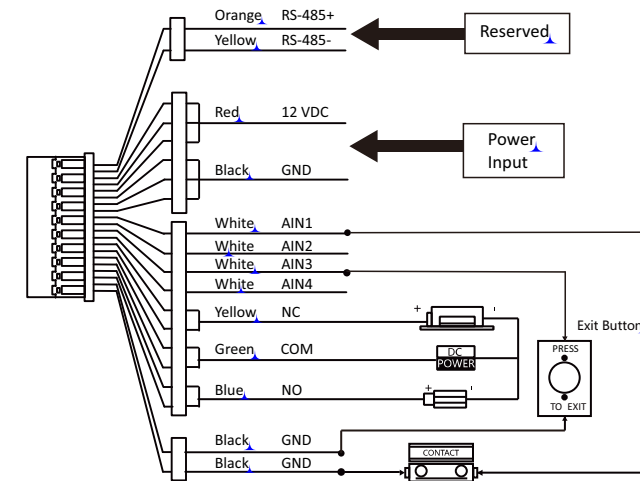 Orange RS-485+
Yellow RS-485-
Reserved
Red 12 VDC
Black GND
Power
Input
White AIN1
White AIN2
White AIN3
White AIN4
Yellow NC
+ -
Green COM
DC
POWER
Blue NO
+ -
Exit Button
PRESS
TO EXIT
Black GND
Black GND
CONTACT